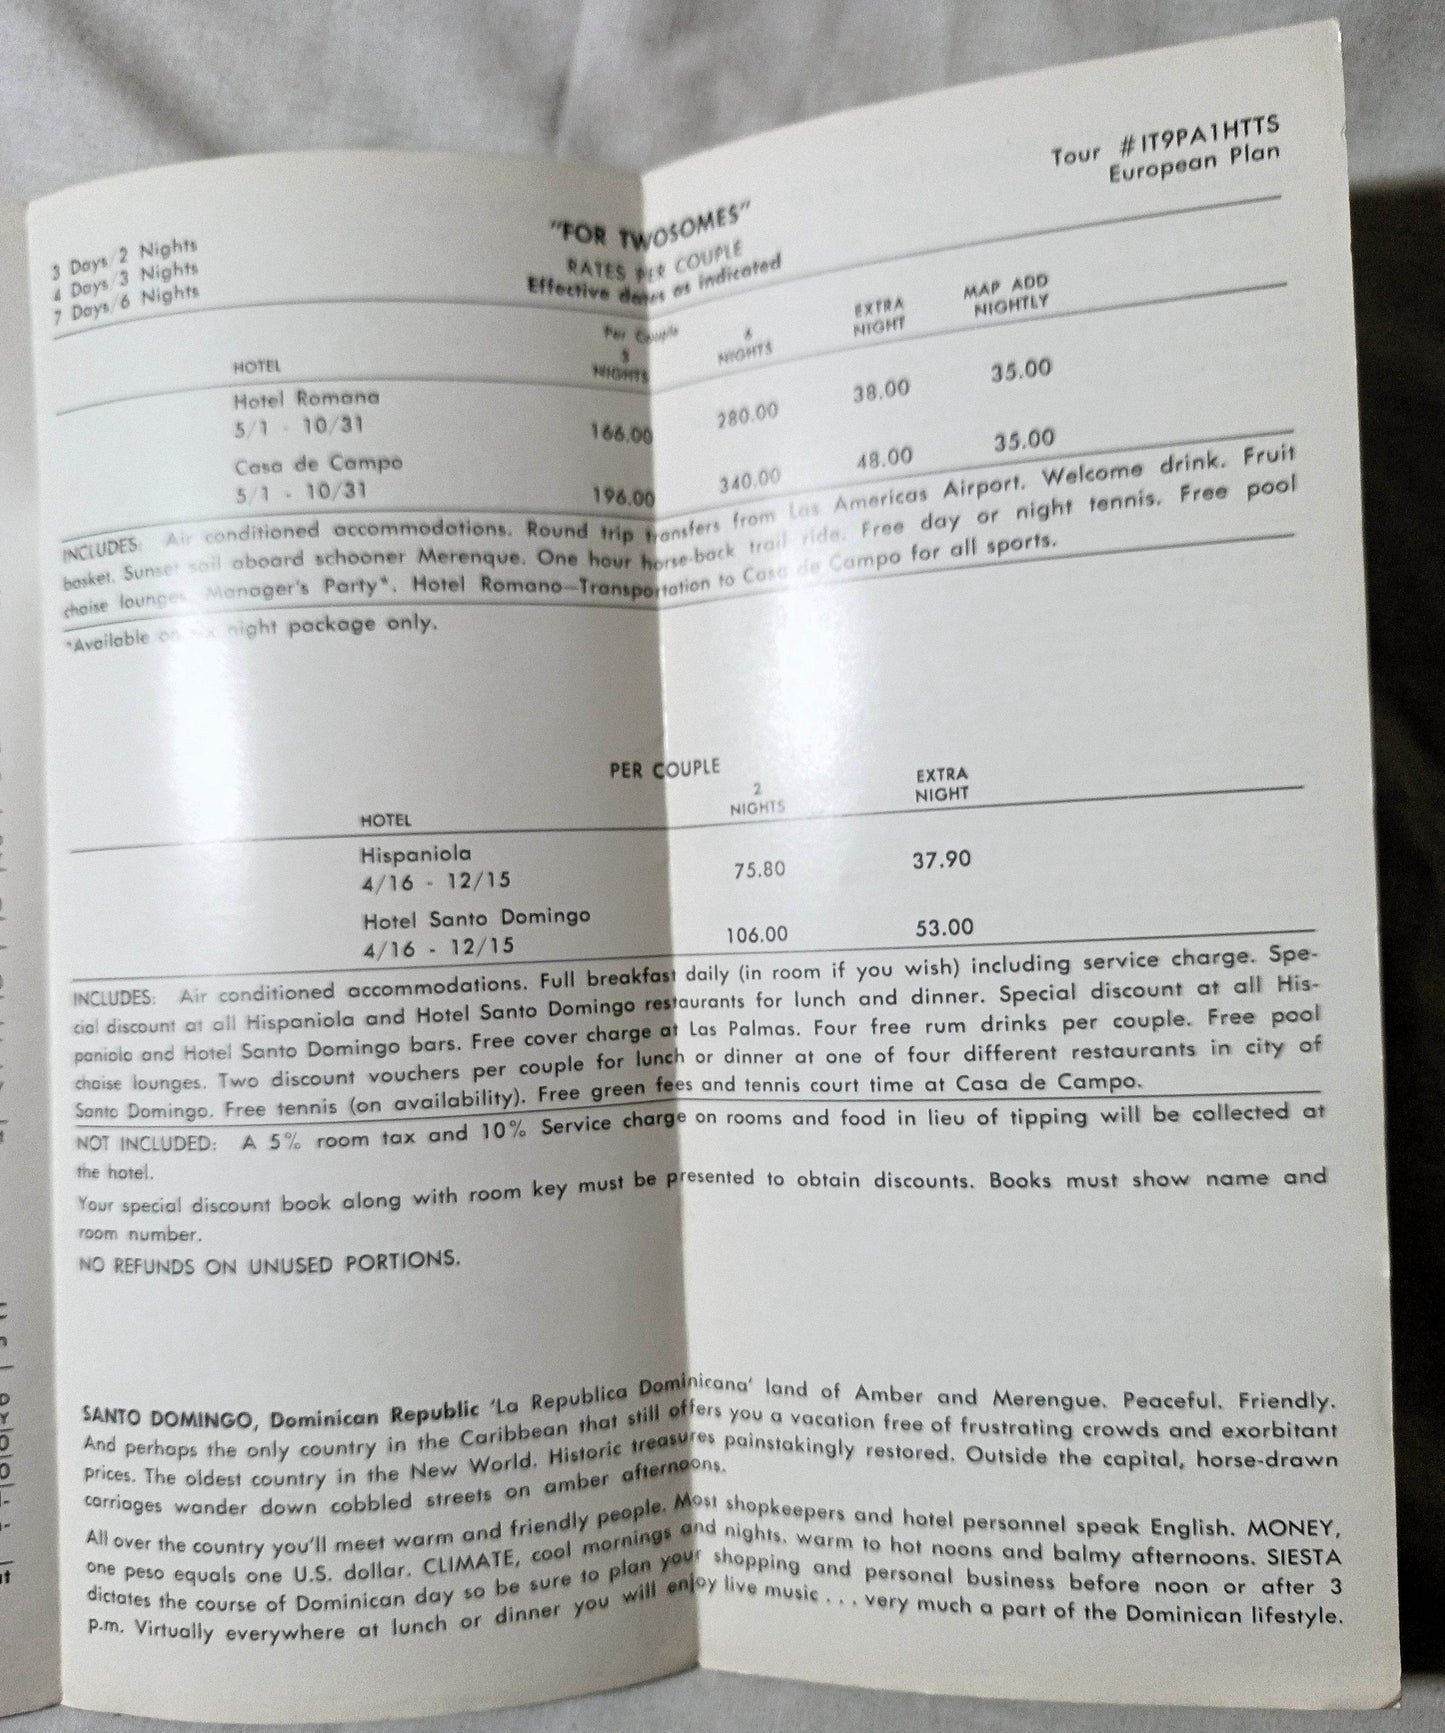 Tour #IT9PA1HTTS
European Plan
3 Days/2 Nights
4 Days/3 Nights
7 Days/6 Nights
"FOR TWOSOMES"
RATES PER COUPLE
Effective dates as indicated
Per Couple
HOTEL 3 NIGHTS 6 NIGHTS EXTRA NIGHT MAP ADD NIGHTLY
Hotel Romana
5/1 - 10/31 166.00 280.00 38.00 35.00
Casa de Campo
5/1 - 10/31 196.00 340.00 48.00 35.00
INCLUDES: Air conditioned accommodations. Round trip transfers from Las Americas Airport. Welcome drink. Fruit
basket. Sunset sail aboard schooner Merenque. One hour horse-back trail ride. Free day or night tennis. Free pool
chaise lounges. Manager's Party*. Hotel Romano—Transportation to Casa de Campo for all sports.
*Available on six night package only.
PER COUPLE
HOTEL 2 NIGHTS EXTRA NIGHT
Hispaniola
4/16 - 12/15 75.80 37.90
Hotel Santo Domingo
4/16 - 12/15 106.00 53.00
INCLUDES: Air conditioned accommodations. Full breakfast daily (in room if you wish) including service charge. Spe-
cial discount at all Hispaniola and Hotel Santo Domingo restaurants for lunch and dinner. Special discount at all His-
paniola and Hotel Santo Domingo bars. Free cover charge at Las Palmas. Four free rum drinks per couple. Free pool
chaise lounges. Two discount vouchers per couple for lunch or dinner at one of four different restaurants in city of
Santo Domingo. Free tennis (on availability). Free green fees and tennis court time at Casa de Campo.
NOT INCLUDED: A 5% room tax and 10% Service charge on rooms and food in lieu of tipping will be collected at
the hotel.
Your special discount book along with room key must be presented to obtain discounts. Books must show name and
room number.
NO REFUNDS ON UNUSED PORTIONS.
SANTO DOMINGO, Dominican Republic 'La Republica Dominicana' land of Amber and Merengue. Peaceful. Friendly.
And perhaps the only country in the Caribbean that still offers you a vacation free of frustrating crowds and exorbitant
prices. The oldest country in the New World. Historic treasures painstakingly restored. Outside the capital, horse-drawn
carriages wander down cobbled streets on amber afternoons.
All over the country you'll meet warm and friendly people. Most shopkeepers and hotel personnel speak English. MONEY,
one peso equals one U.S. dollar. CLIMATE, cool mornings and nights, warm to hot noons and balmy afternoons. SIESTA
dictates the course of Dominican day so be sure to plan your shopping and personal business before noon or after 3
p.m. Virtually everywhere at lunch or dinner you will enjoy live music . . . very much a part of the Dominican lifestyle.